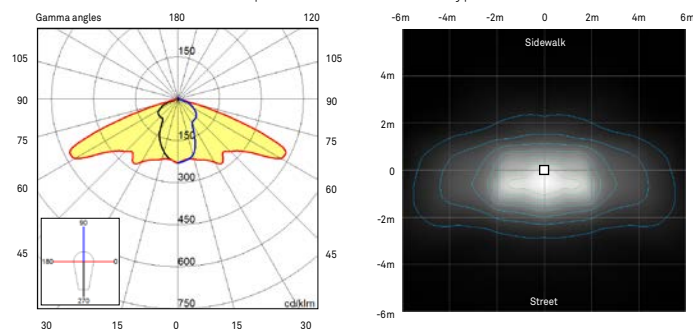 Gamma angles 180 120
-6m -4m -2m 0 2m 4m 6m
105 105
90 90
75 75
60 60
45 45
150
150
300
450
600
750
cd/klm
90
180 0
270
30 15 0 15 30
Sidewalk
4m
2m
0
-2m
-4m
-6m
Street